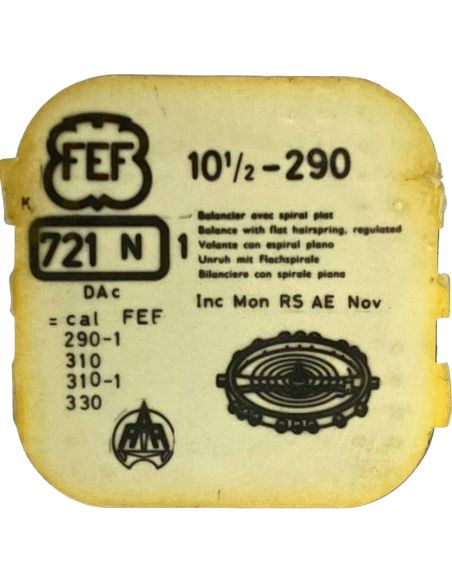 FEF
10 1/2 - 290
K
721 N 1
Balancier avec spiral plat
Balance with flat hairspring, regulated
Volante con espiral plano
Unruh mit Flachspirale
Bilanciere con spirale piana
DAc
Inc Mon RS AE Nov
= cal FEF
290-1
310
310-1
330